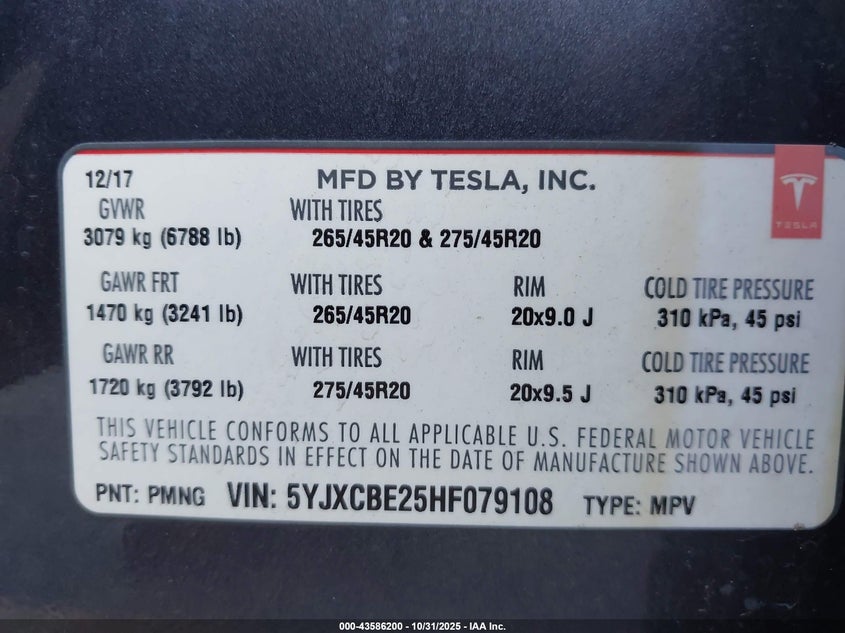 12/17 MFD BY TESLA, INC.
TESLA
GVWR WITH TIRES
3079 kg (6788 lb) 265/45R20 & 275/45R20
GAWR FRT WITH TIRES RIM COLD TIRE PRESSURE
1470 kg (3241 lb) 265/45R20 20x9.0 J 310 kPa, 45 psi
GAWR RR WITH TIRES RIM COLD TIRE PRESSURE
1720 kg (3792 lb) 275/45R20 20x9.5 J 310 kPa, 45 psi
THIS VEHICLE CONFORMS TO ALL APPLICABLE U.S. FEDERAL MOTOR VEHICLE
SAFETY STANDARDS IN EFFECT ON THE DATE OF MANUFACTURE SHOWN ABOVE.
PNT: PMNG VIN: 5YJXCBE25HF079108 TYPE: MPV
000-43586200 - 10/31/2025 - IAA Inc.